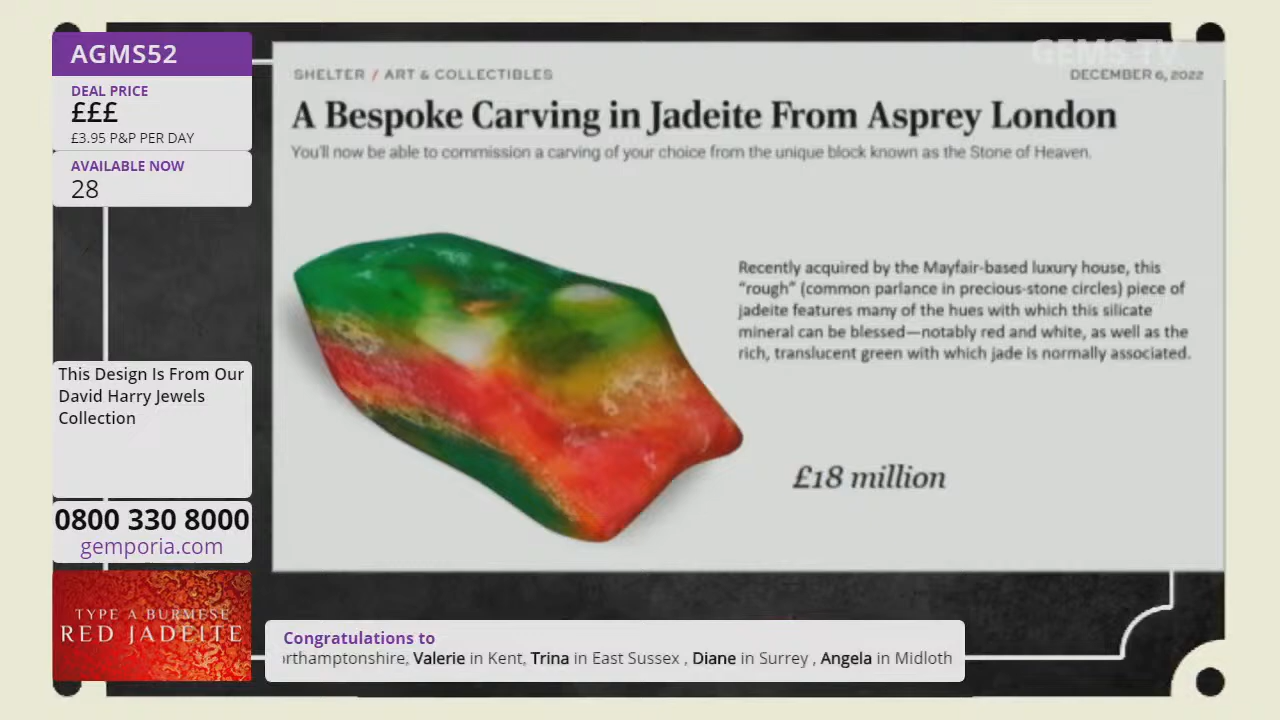 AGMS52
DEAL PRICE
£££
£3.95 P&P PER DAY
AVAILABLE NOW
28
This Design Is From Our
David Harry Jewels
Collection
0800 330 8000
gemporia.com
TYPE A BURMESE
RED JADEITE
GEMS TV
SHELTER / ART & COLLECTIBLES
DECEMBER 6, 2022
A Bespoke Carving in Jadeite From Asprey London
You'll now be able to commission a carving of your choice from the unique block known as the Stone of Heaven.
Recently acquired by the Mayfair-based luxury house, this
"rough" (common parlance in precious-stone circles) piece of
jadeite features many of the hues with which this silicate
mineral can be blessed—notably red and white, as well as the
rich, translucent green with which jade is normally associated.
£18 million
Congratulations to
orthamptonshire, Valerie in Kent, Trina in East Sussex , Diane in Surrey , Angela in Midloth